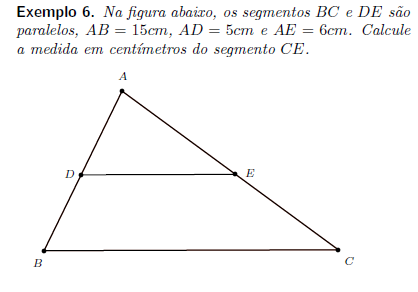 Exemplo 6. Na figura abaixo, os segmentos BC e DE são
paralelos, AB = 15cm, AD = 5cm e AE = 6cm. Calcule
a medida em centímetros do segmento CE.
A
D
E
B
C